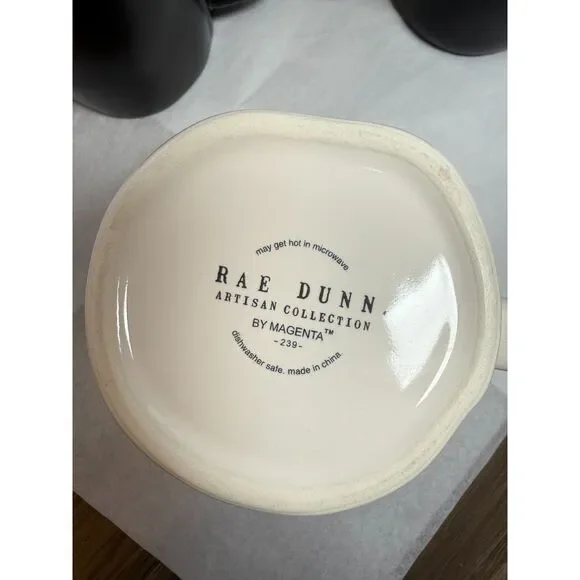 may get hot in microwave
RAE DUNN.
ARTISAN COLLECTION
BY MAGENTA™
-239-
dishwasher safe. made in china.